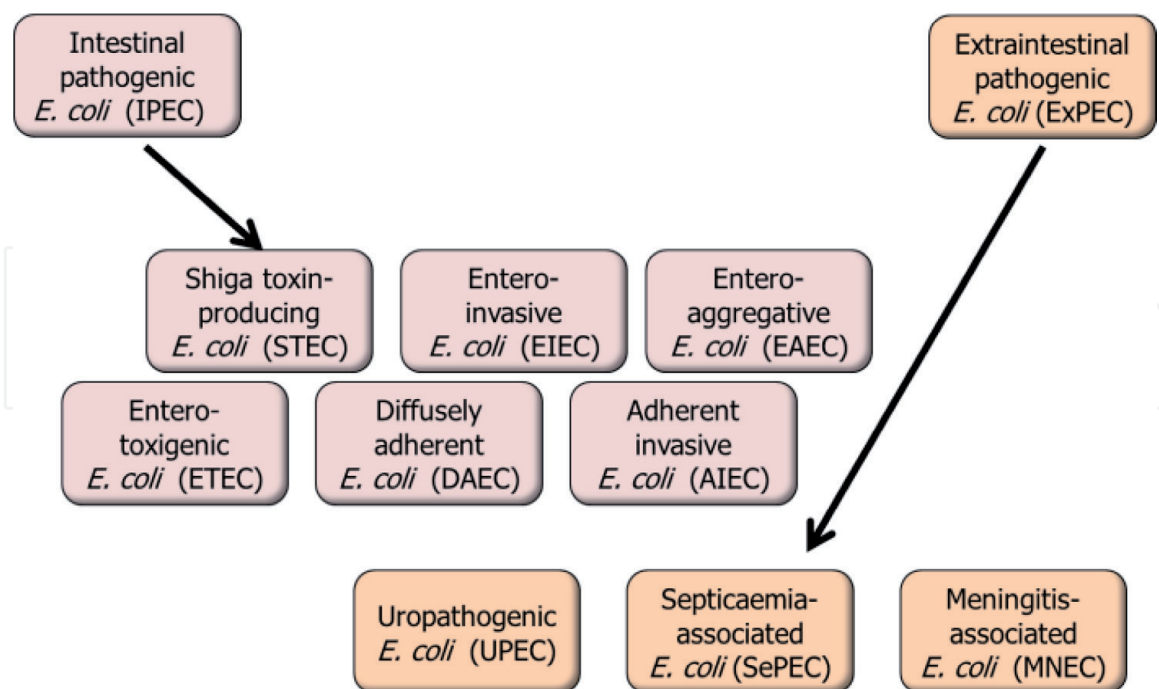 Intestinal
pathogenic
E. coli (IPEC)
Extraintestinal
pathogenic
E. coli (ExPEC)
Shiga toxin-
producing
E. coli (STEC)
Entero-
invasive
E. coli (EIEC)
Entero-
aggregative
E. coli (EAEC)
Entero-
toxigenic
E. coli (ETEC)
Diffusely
adherent
E. coli (DAEC)
Adherent
invasive
E. coli (AIEC)
Uropathogenic
E. coli (UPEC)
Septicaemia-
associated
E. coli (SePEC)
Meningitis-
associated
E. coli (MNEC)